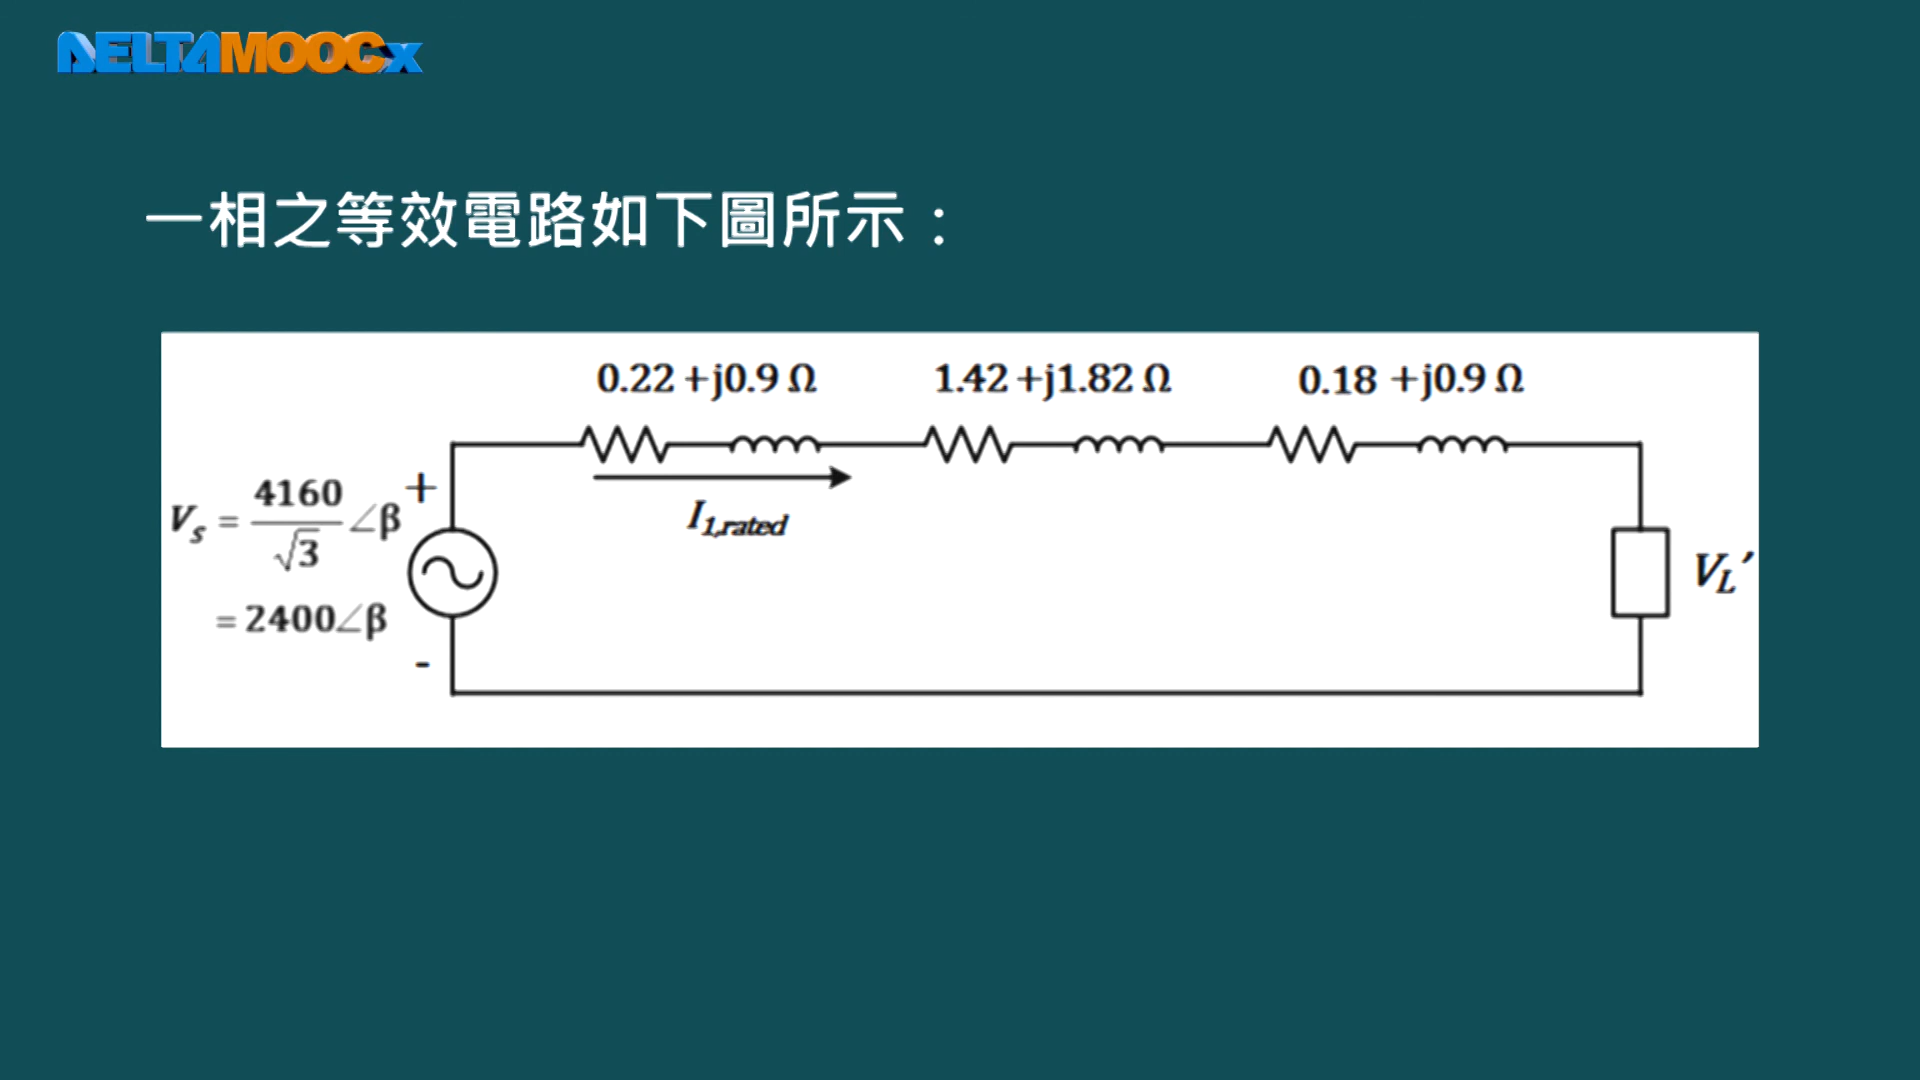 DELTAMOOCx
一相之等效電路如下圖所示：
0.22 +j0.9 Ω
1.42 +j1.82 Ω
0.18 +j0.9 Ω
Vs = 4160/√3 ∠β
= 2400∠β
+
-
I1,rated
VL′